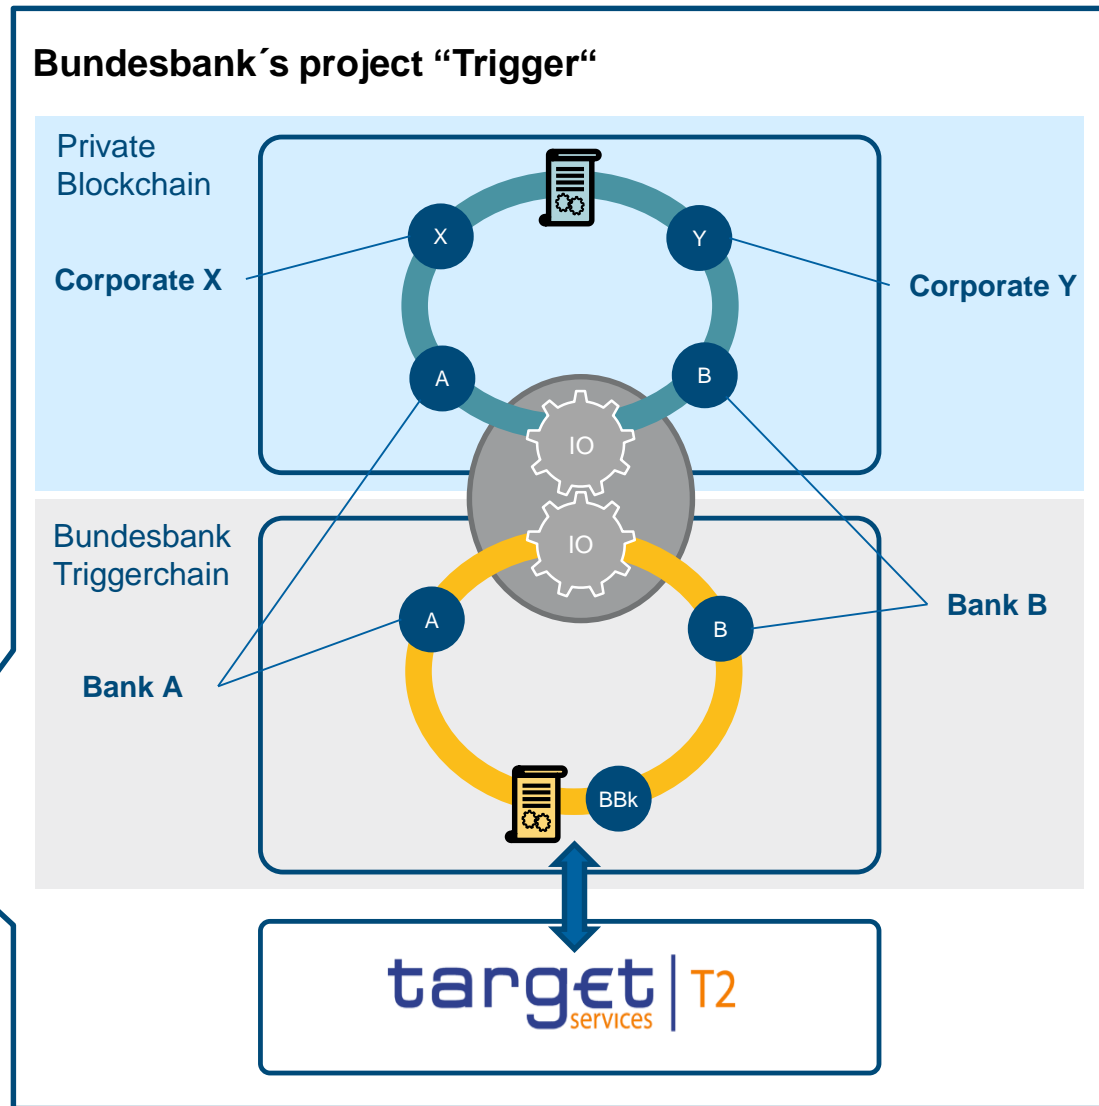 Bundesbank´s project “Trigger“
Private
Blockchain
X
Y
Corporate X
Corporate Y
A
B
IO
IO
Bundesbank
Triggerchain
A
B
Bank B
Bank A
BBk
target | T2
services